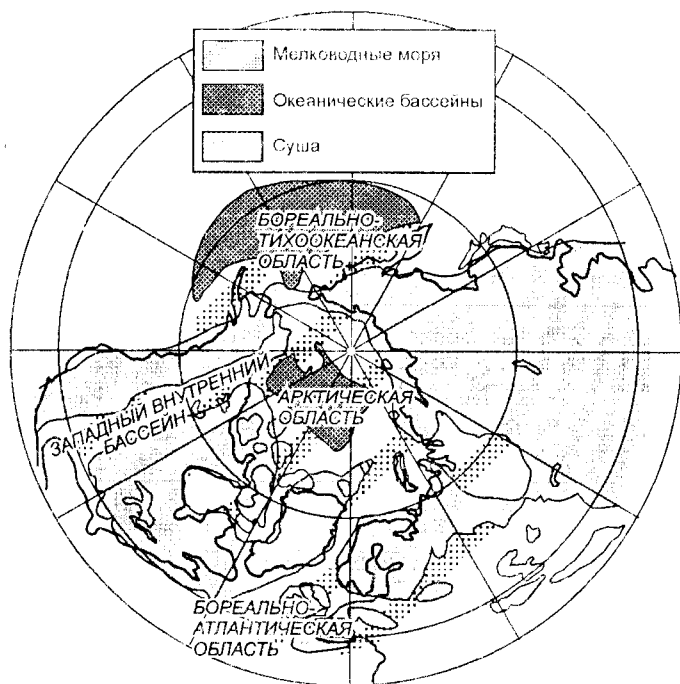 Мелководные моря
Океанические бассейны
Суша
БОРЕАЛЬНО-
ТИХООКЕАНСКАЯ
ОБЛАСТЬ
ЗАПАДНЫЙ ВНУТРЕННИЙ
БАССЕЙН
АРКТИЧЕСКАЯ
ОБЛАСТЬ
БОРЕАЛЬНО-
АТЛАНТИЧЕСКАЯ
ОБЛАСТЬ